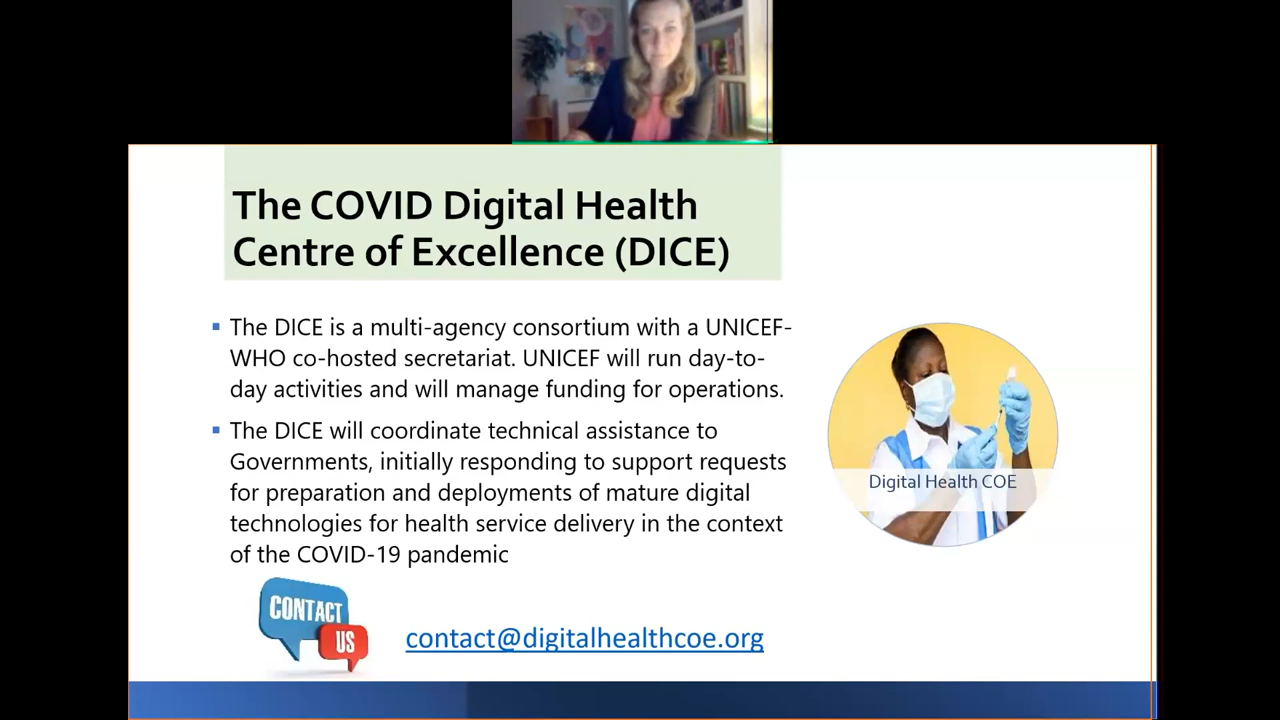 The COVID Digital Health
Centre of Excellence (DICE)
The DICE is a multi-agency consortium with a UNICEF-
WHO co-hosted secretariat. UNICEF will run day-to-
day activities and will manage funding for operations.
The DICE will coordinate technical assistance to
Governments, initially responding to support requests
for preparation and deployments of mature digital
technologies for health service delivery in the context
of the COVID-19 pandemic
Digital Health COE
CONTACT
US
contact@digitalhealthcoe.org